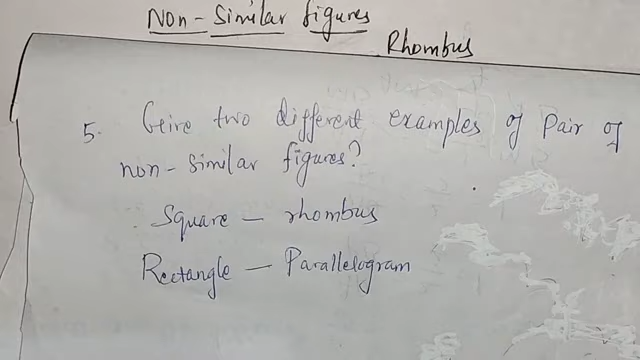 Non-Similar figures
Rhombus
5. Give two different examples of Pair of
non-similar figures?
Square - rhombus
Rectangle - Parallelogram